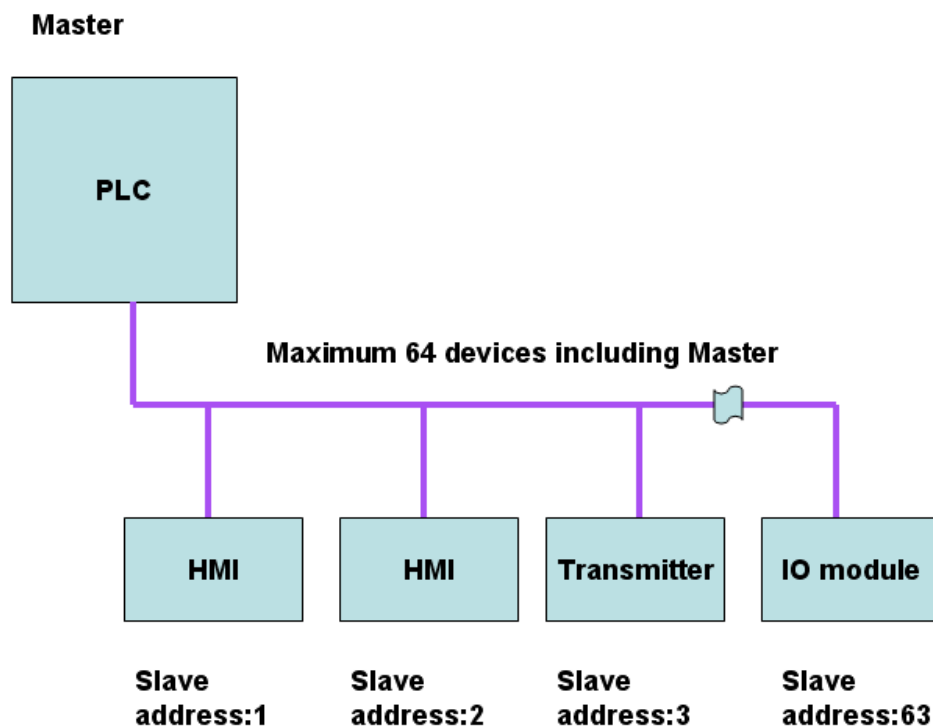 Master
PLC
Maximum 64 devices including Master
HMI
HMI
Transmitter
IO module
Slave
address:1
Slave
address:2
Slave
address:3
Slave
address:63